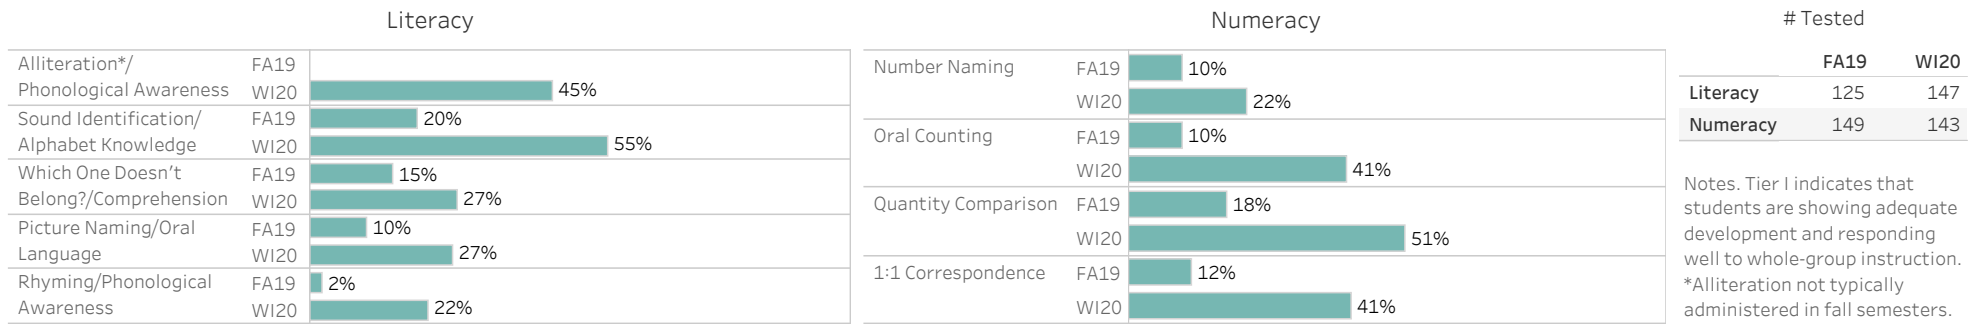 Literacy
Alliteration*/
Phonological Awareness
FA19
WI20 45%
Sound Identification/
Alphabet Knowledge
FA19 20%
WI20 55%
Which One Doesn't
Belong?/Comprehension
FA19 15%
WI20 27%
Picture Naming/Oral
Language
FA19 10%
WI20 27%
Rhyming/Phonological
Awareness
FA19 2%
WI20 22%
Numeracy
Number Naming FA19 10%
WI20 22%
Oral Counting FA19 10%
WI20 41%
Quantity Comparison FA19 18%
WI20 51%
1:1 Correspondence FA19 12%
WI20 41%
# Tested
FA19 WI20
Literacy 125 147
Numeracy 149 143
Notes. Tier I indicates that
students are showing adequate
development and responding
well to whole-group instruction.
*Alliteration not typically
administered in fall semesters.